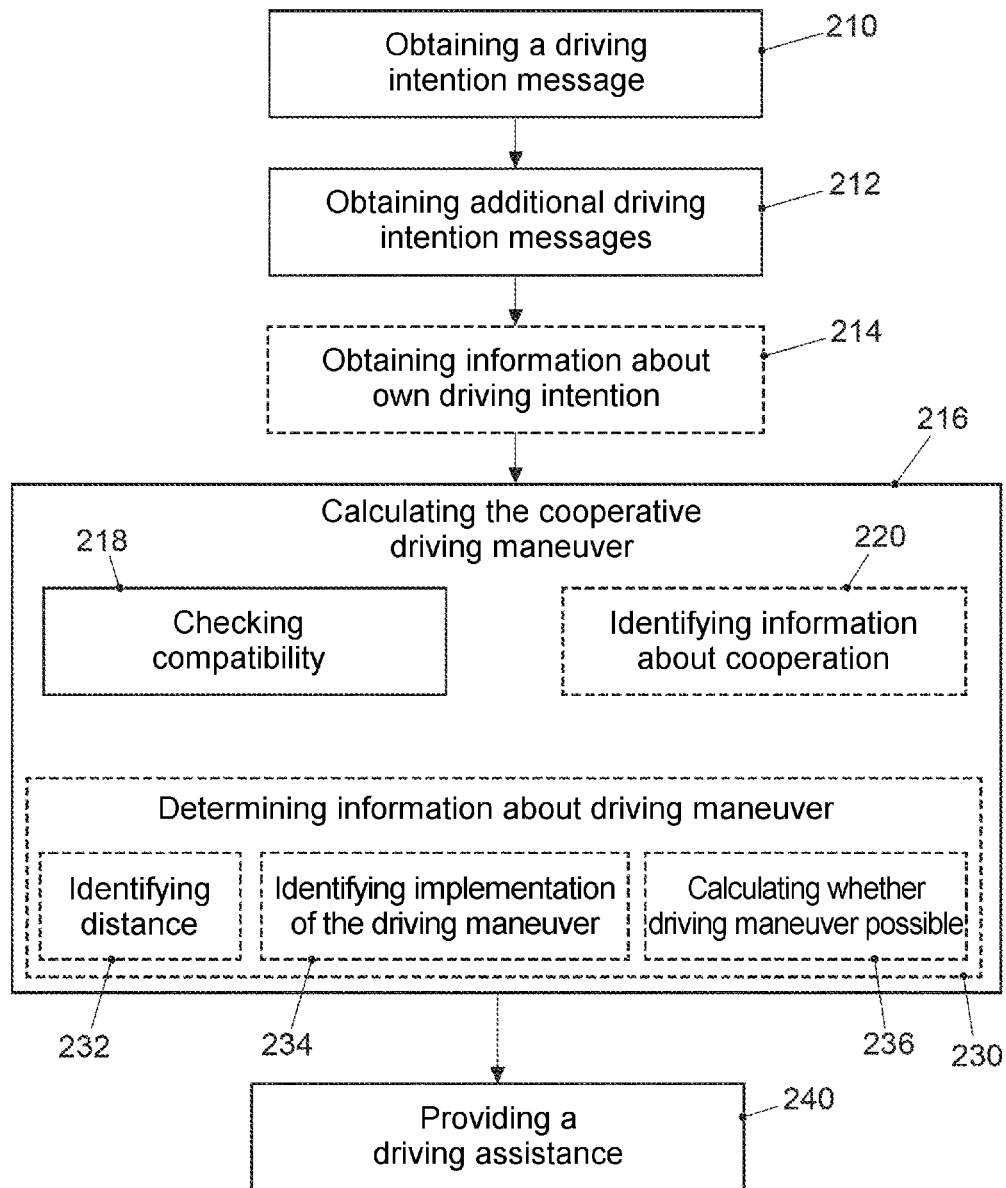 Obtaining a driving
intention message
210
Obtaining additional driving
intention messages
212
Obtaining information about
own driving intention
214
216
Calculating the cooperative
driving maneuver
218
220
Checking
compatibility
Identifying information
about cooperation
Determining information about driving maneuver
Identifying
distance
Identifying implementation
of the driving maneuver
Calculating whether
driving maneuver possible
232
234
236
230
Providing a
driving assistance
240